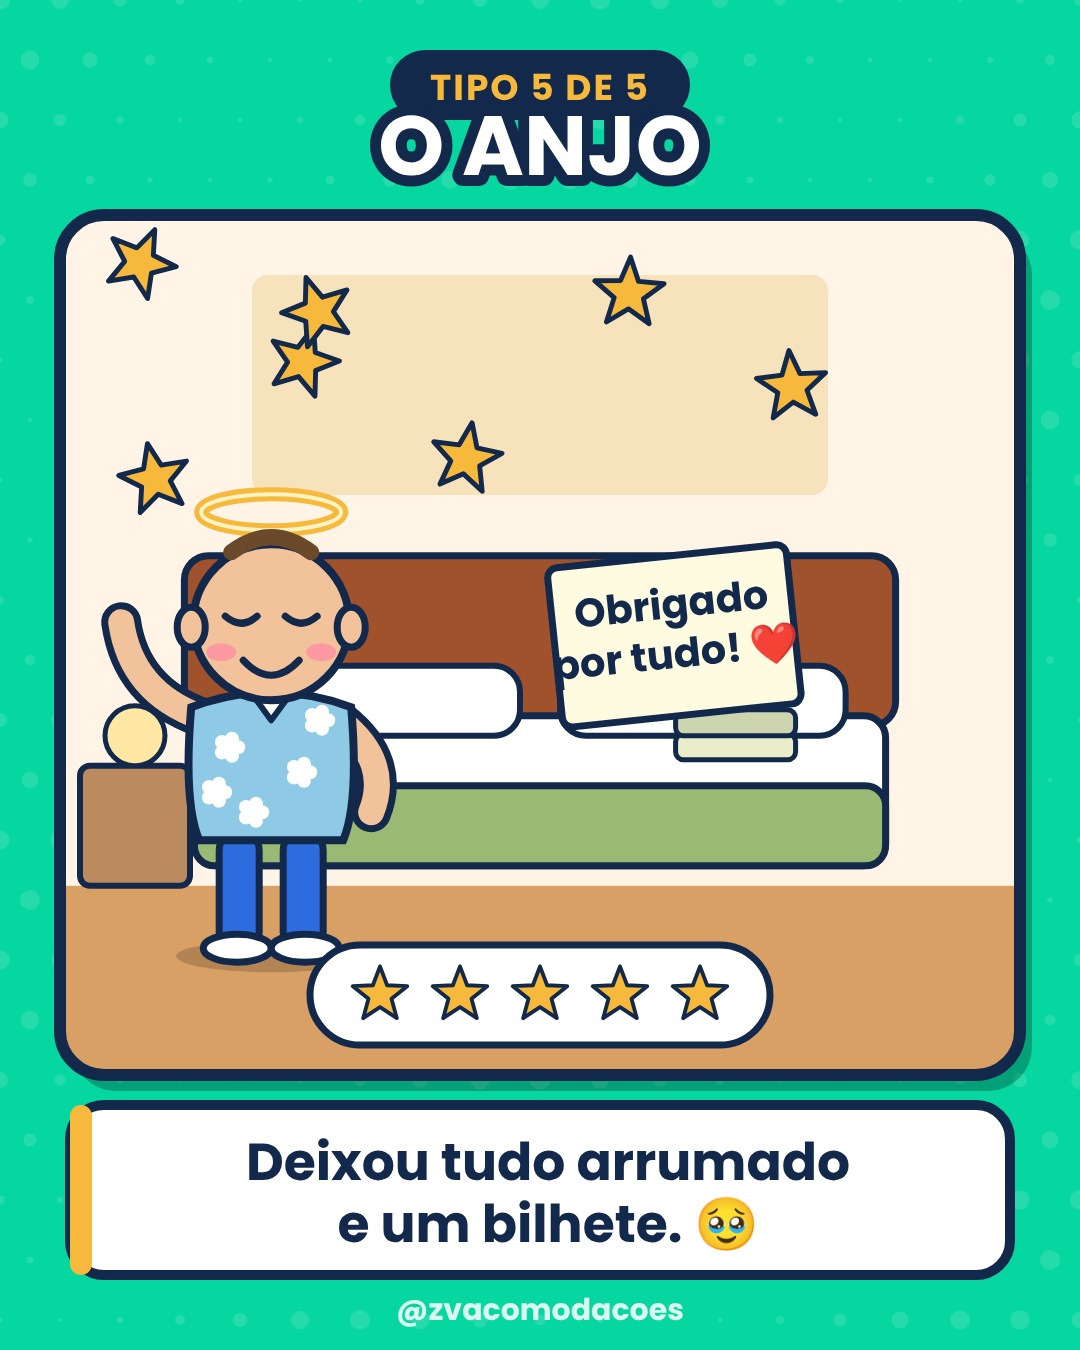 TIPO 5 DE 5
O ANJO
Obrigado
por tudo! ❤️
Deixou tudo arrumado
e um bilhete. 🥹
@zvacomodacoes